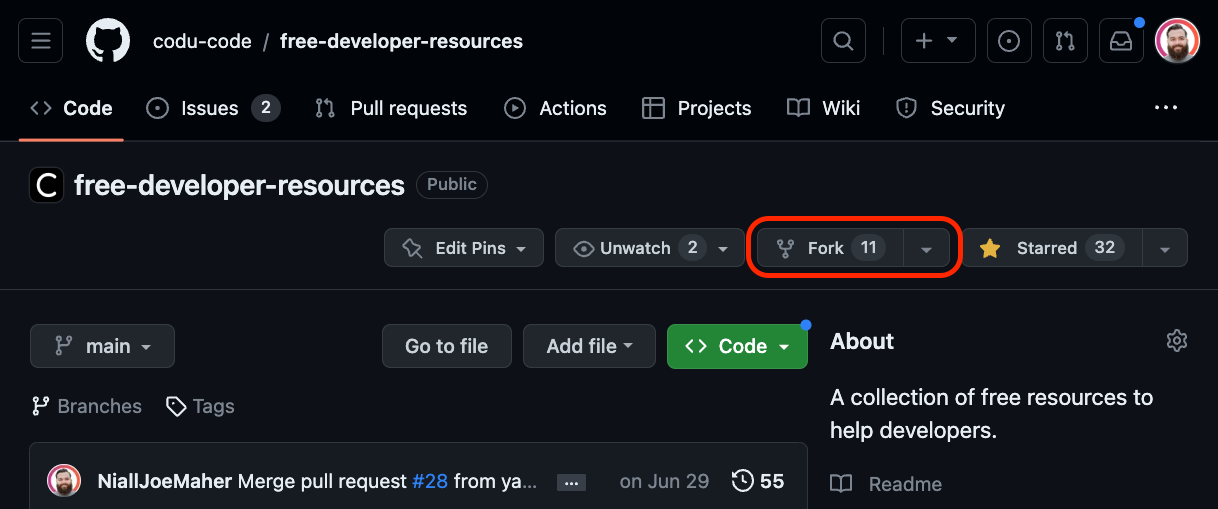 codu-code / free-developer-resources
Code Issues 2 Pull requests Actions Projects Wiki Security ...
C free-developer-resources Public
Edit Pins Unwatch 2 Fork 11 Starred 32
main Go to file Add file <> Code
About
Branches Tags
A collection of free resources to
help developers.
NiallJoeMaher Merge pull request #28 from ya... ... on Jun 29 55
Readme